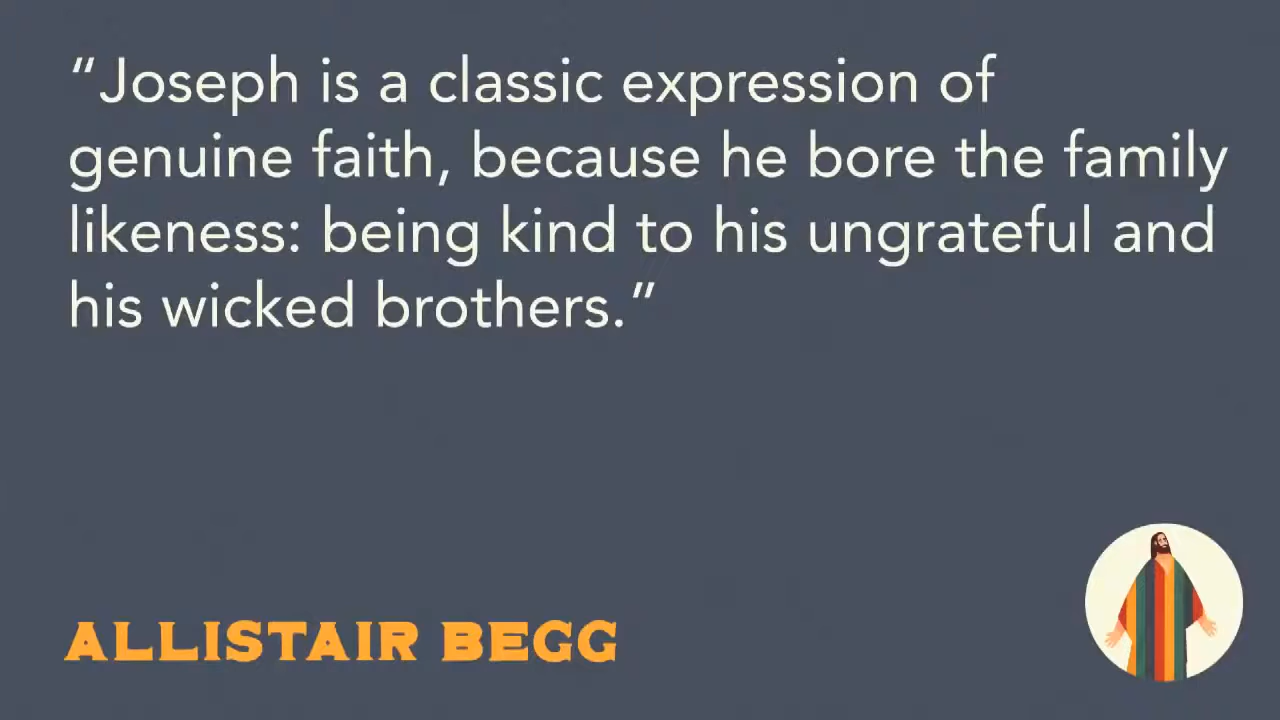 “Joseph is a classic expression of
genuine faith, because he bore the family
likeness: being kind to his ungrateful and
his wicked brothers.”
ALLISTAIR BEGG